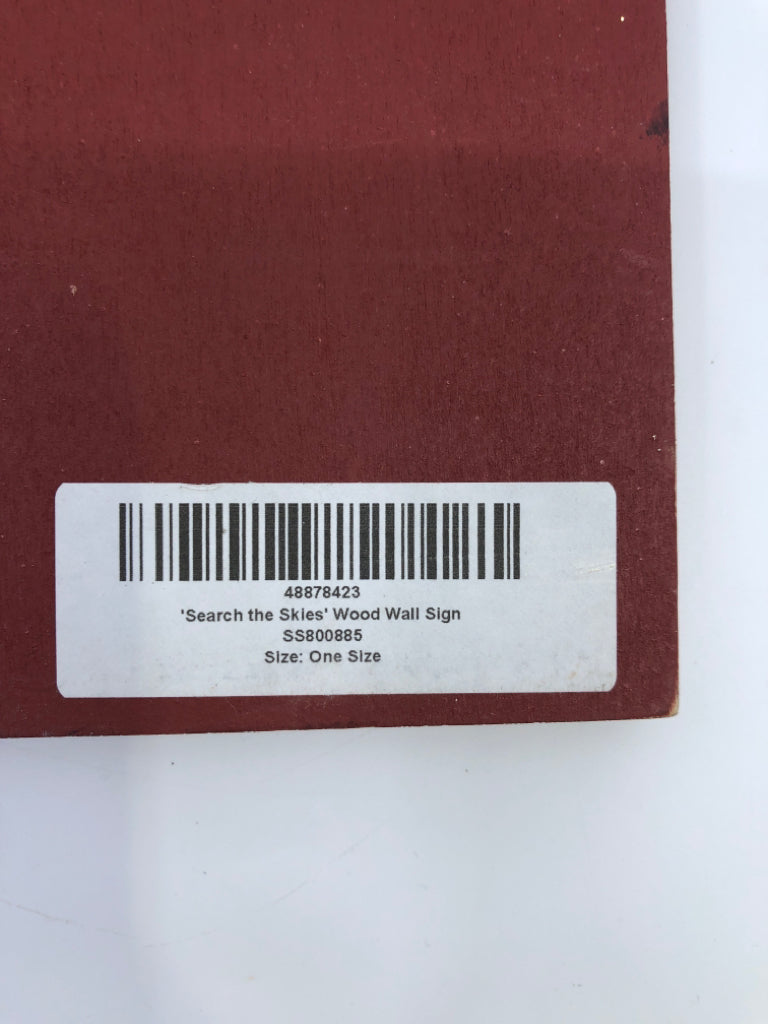 48878423
'Search the Skies' Wood Wall Sign
SS800885
Size: One Size